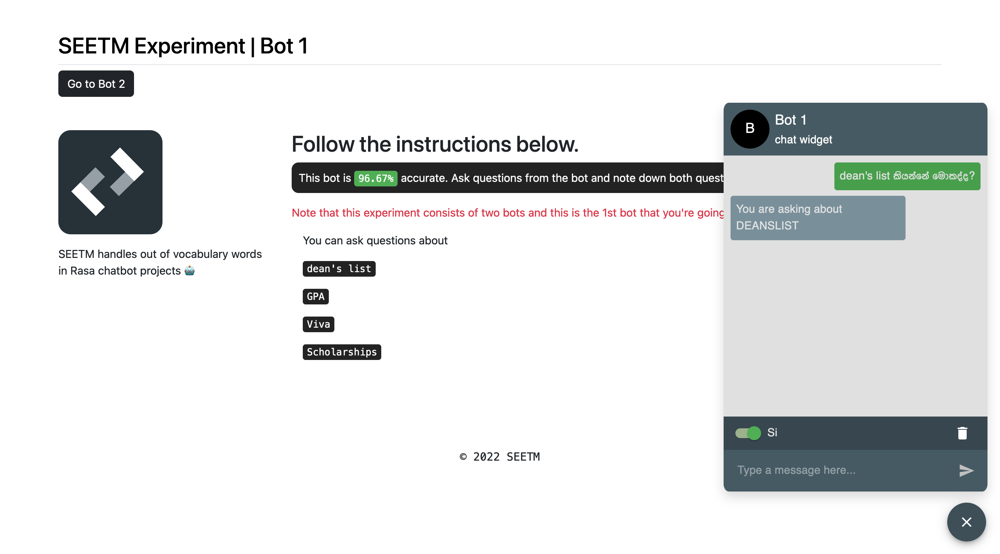 SEETM Experiment | Bot 1
Go to Bot 2
SEETM handles out of vocabulary words
in Rasa chatbot projects
Follow the instructions below.
This bot is 96.67% accurate. Ask questions from the bot and note down both quest
Note that this experiment consists of two bots and this is the 1st bot that you're going
You can ask questions about
dean's list
GPA
Viva
Scholarships
© 2022 SEETM
B
Bot 1
chat widget
dean's list කියන්නේ මොකද්ද?
You are asking about
DEANSLIST
Si
Type a message here...